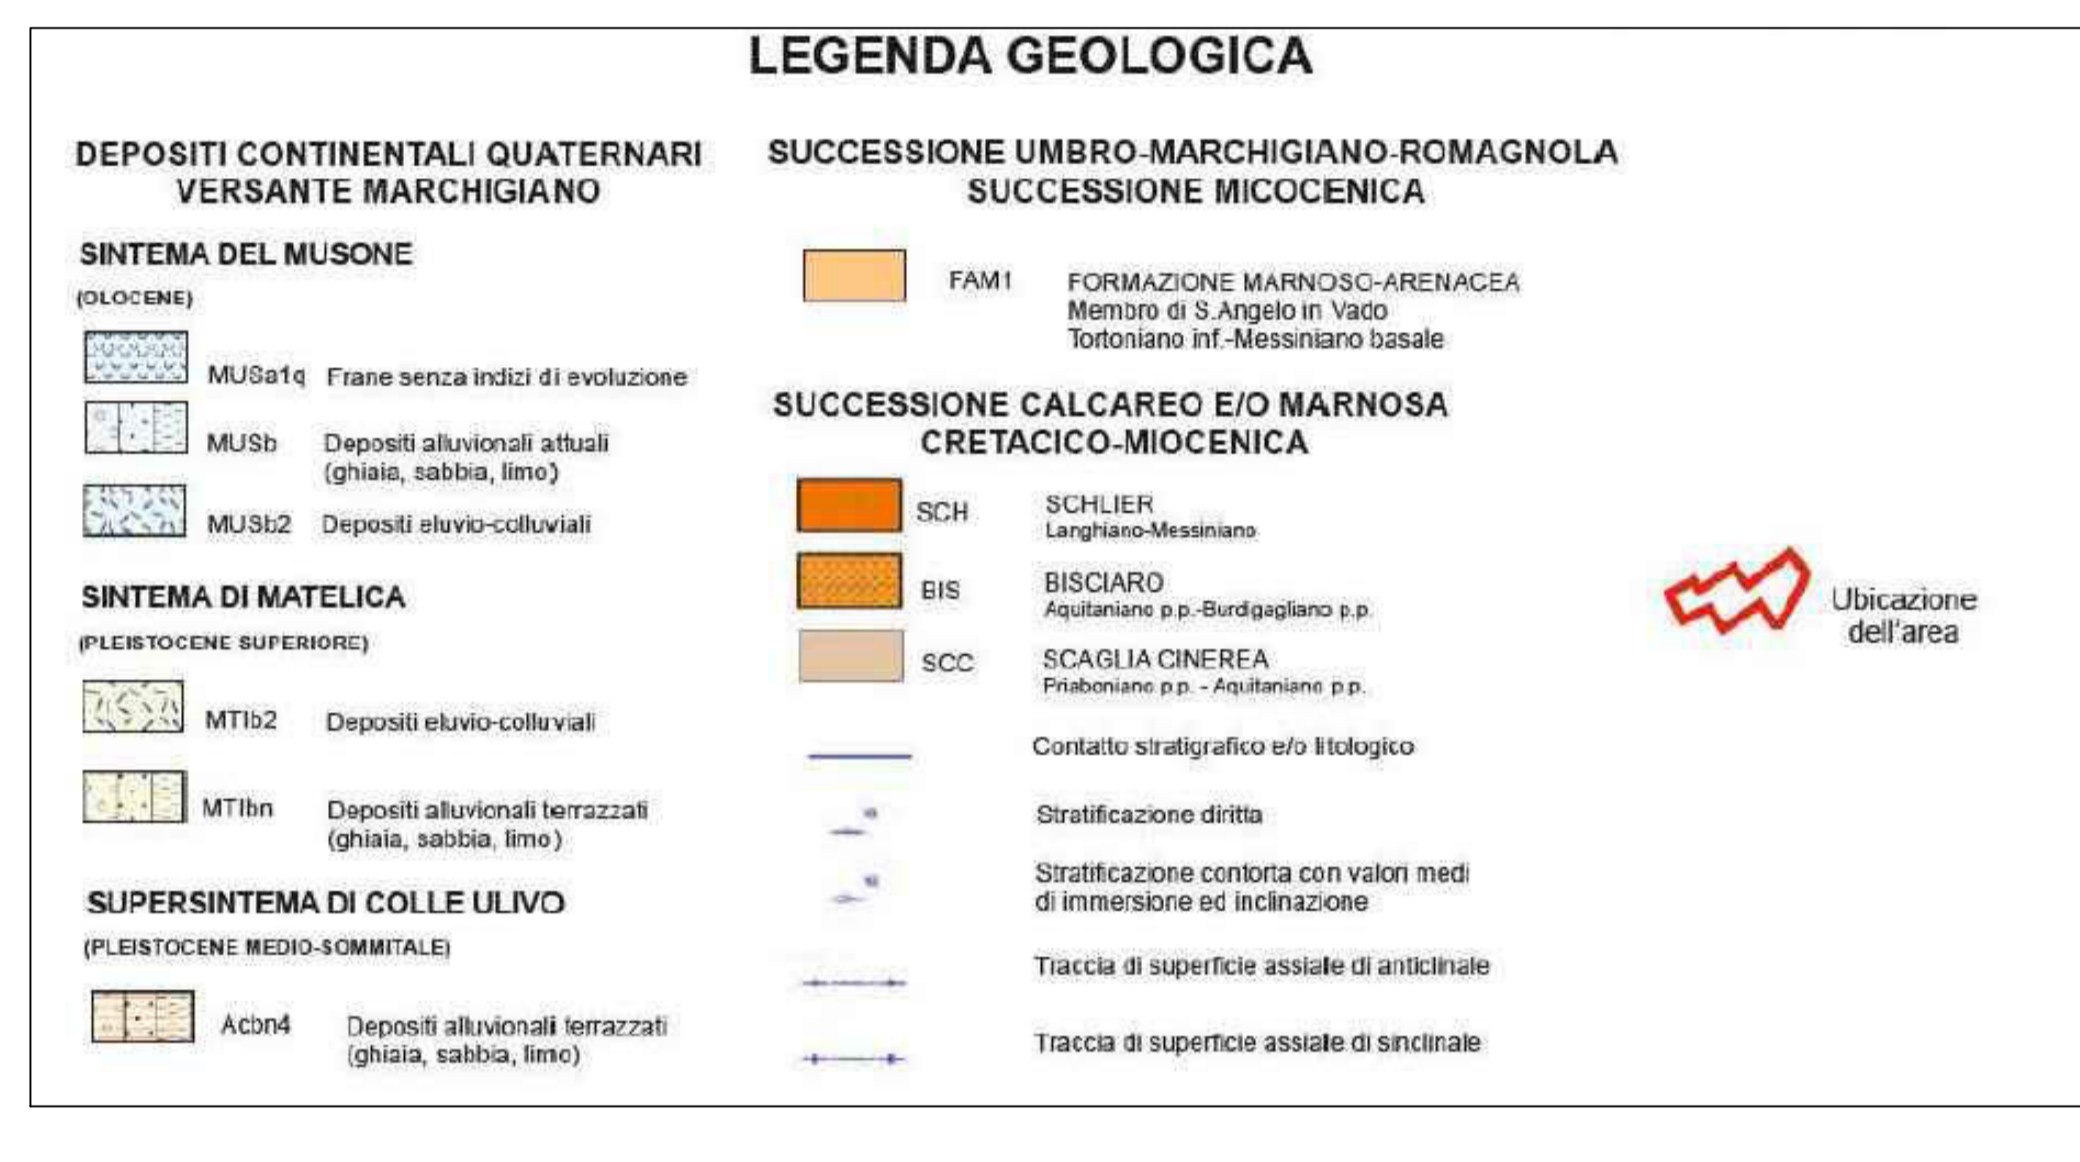 LEGENDA GEOLOGICA
DEPOSITI CONTINENTALI QUATERNARI
VERSANTE MARCHIGIANO
SINTEMA DEL MUSONE
(OLOCENE)
MUSa1q Frane senza indizi di evoluzione
MUSb Depositi alluvionali attuali
(ghiaia, sabbia, limo)
MUSb2 Depositi eluvio-colluviali
SINTEMA DI MATELICA
(PLEISTOCENE SUPERIORE)
MTIb2 Depositi eluvio-colluviali
MTIbn Depositi alluvionali terrazzati
(ghiaia, sabbia, limo)
SUPERSINTEMA DI COLLE ULIVO
(PLEISTOCENE MEDIO-SOMMITALE)
Acbn4 Depositi alluvionali terrazzati
(ghiaia, sabbia, limo)
SUCCESSIONE UMBRO-MARCHIGIANO-ROMAGNOLA
SUCCESSIONE MICOCENICA
FAM1 FORMAZIONE MARNOSO-ARENACEA
Membro di S.Angelo in Vado
Tortoniano inf.-Messiniano basale
SUCCESSIONE CALCAREO E/O MARNOSA
CRETACICO-MIOCENICA
SCH SCHLIER
Langhiano-Messiniano
BIS BISCIARO
Aquitaniano p.p.-Burdigagliano p.p.
SCC SCAGLIA CINEREA
Priaboniano p.p. - Aquitaniano p.p.
Contatto stratigrafico e/o litologico
Stratificazione diritta
Stratificazione contorta con valori medi
di immersione ed inclinazione
Traccia di superficie assiale di anticlinale
Traccia di superficie assiale di sinclinale
Ubicazione
dell'area